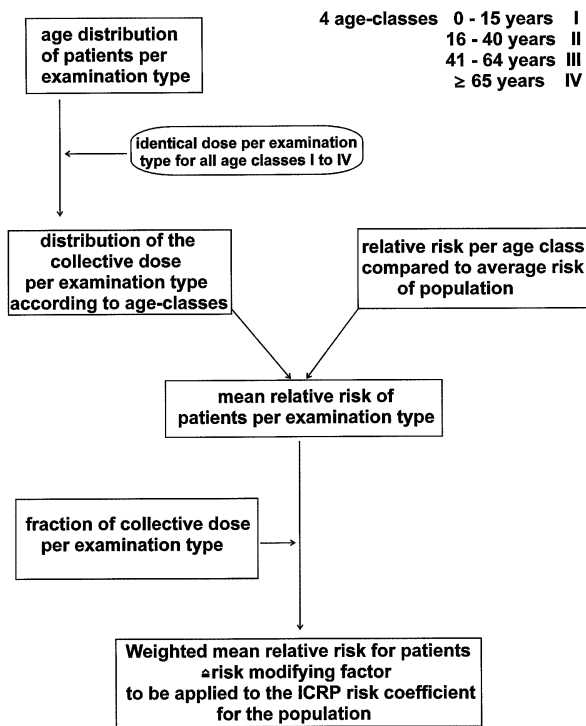 4 age-classes 0 - 15 years I
16 - 40 years II
41 - 64 years III
≥ 65 years IV
age distribution
of patients per
examination type
identical dose per examination
type for all age classes I to IV
distribution of the
collective dose
per examination type
according to age-classes
relative risk per age class
compared to average risk
of population
mean relative risk of
patients per examination type
fraction of collective dose
per examination type
Weighted mean relative risk for patients
≙risk modifying factor
to be applied to the ICRP risk coefficient
for the population